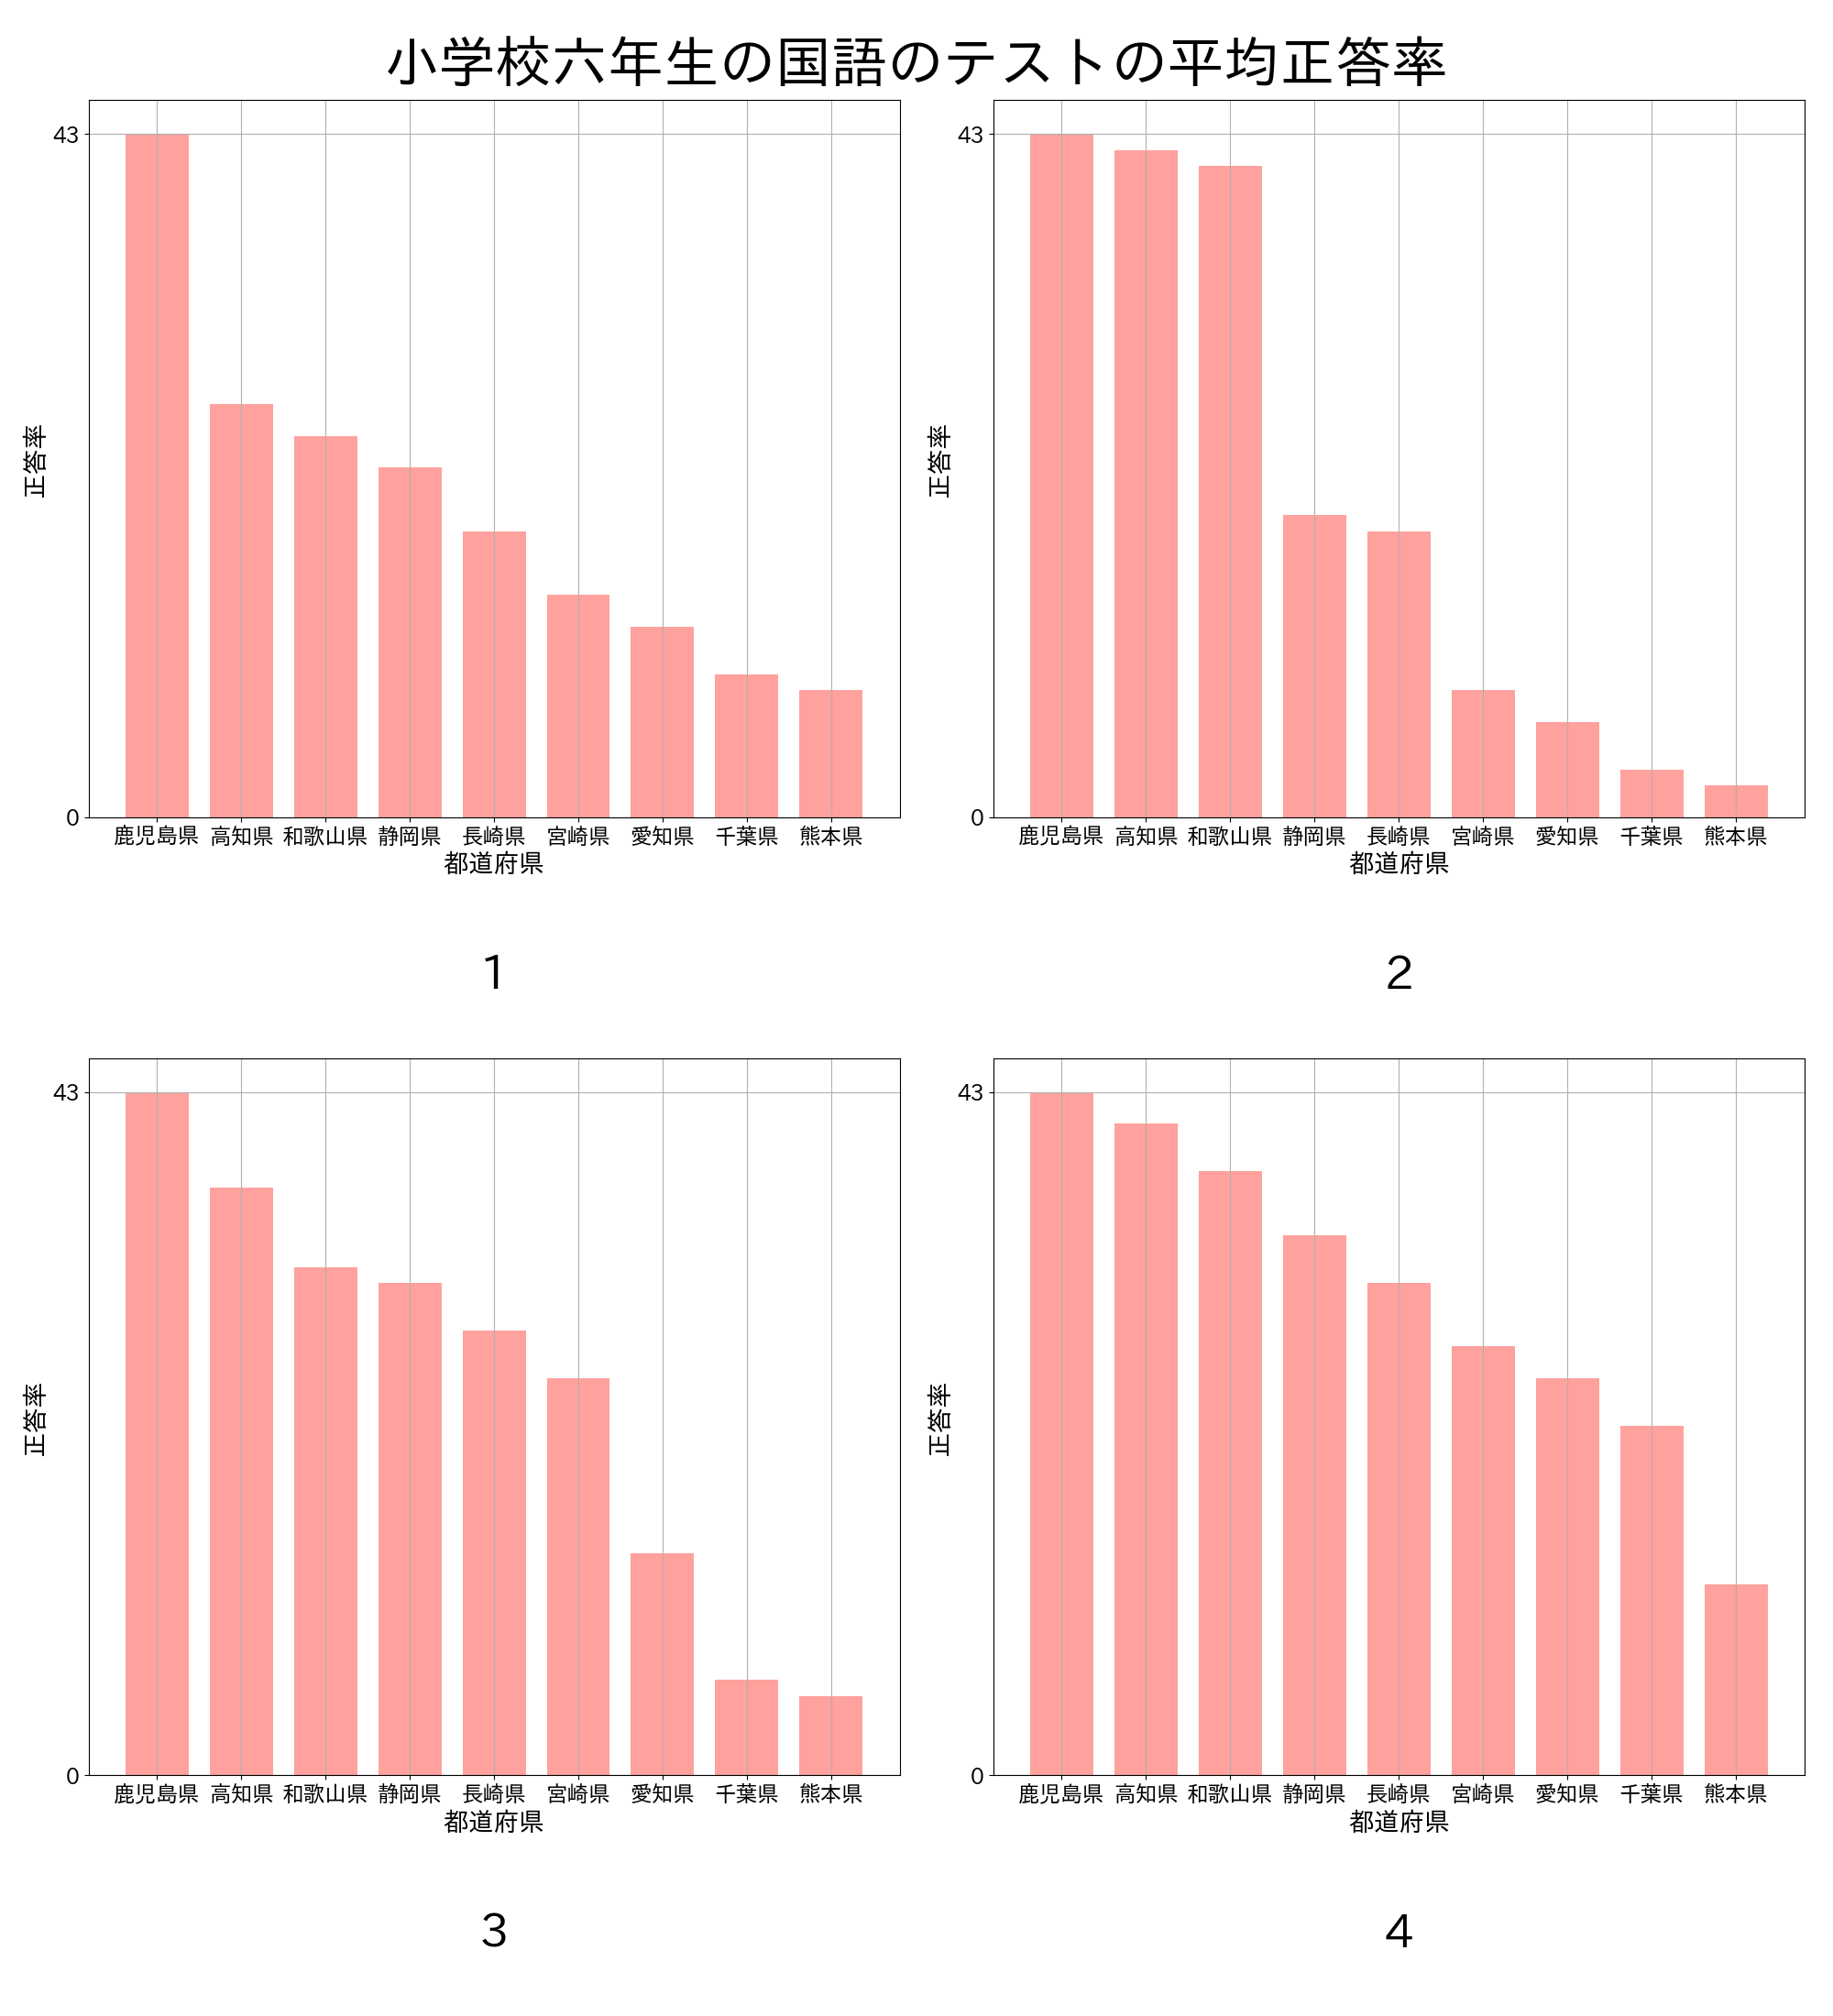 小学校六年生の国語のテストの平均正答率
43
0
正答率
鹿児島県 高知県 和歌山県 静岡県 長崎県 宮崎県 愛知県 千葉県 熊本県
都道府県
1
43
0
正答率
鹿児島県 高知県 和歌山県 静岡県 長崎県 宮崎県 愛知県 千葉県 熊本県
都道府県
2
43
0
正答率
鹿児島県 高知県 和歌山県 静岡県 長崎県 宮崎県 愛知県 千葉県 熊本県
都道府県
3
43
0
正答率
鹿児島県 高知県 和歌山県 静岡県 長崎県 宮崎県 愛知県 千葉県 熊本県
都道府県
4